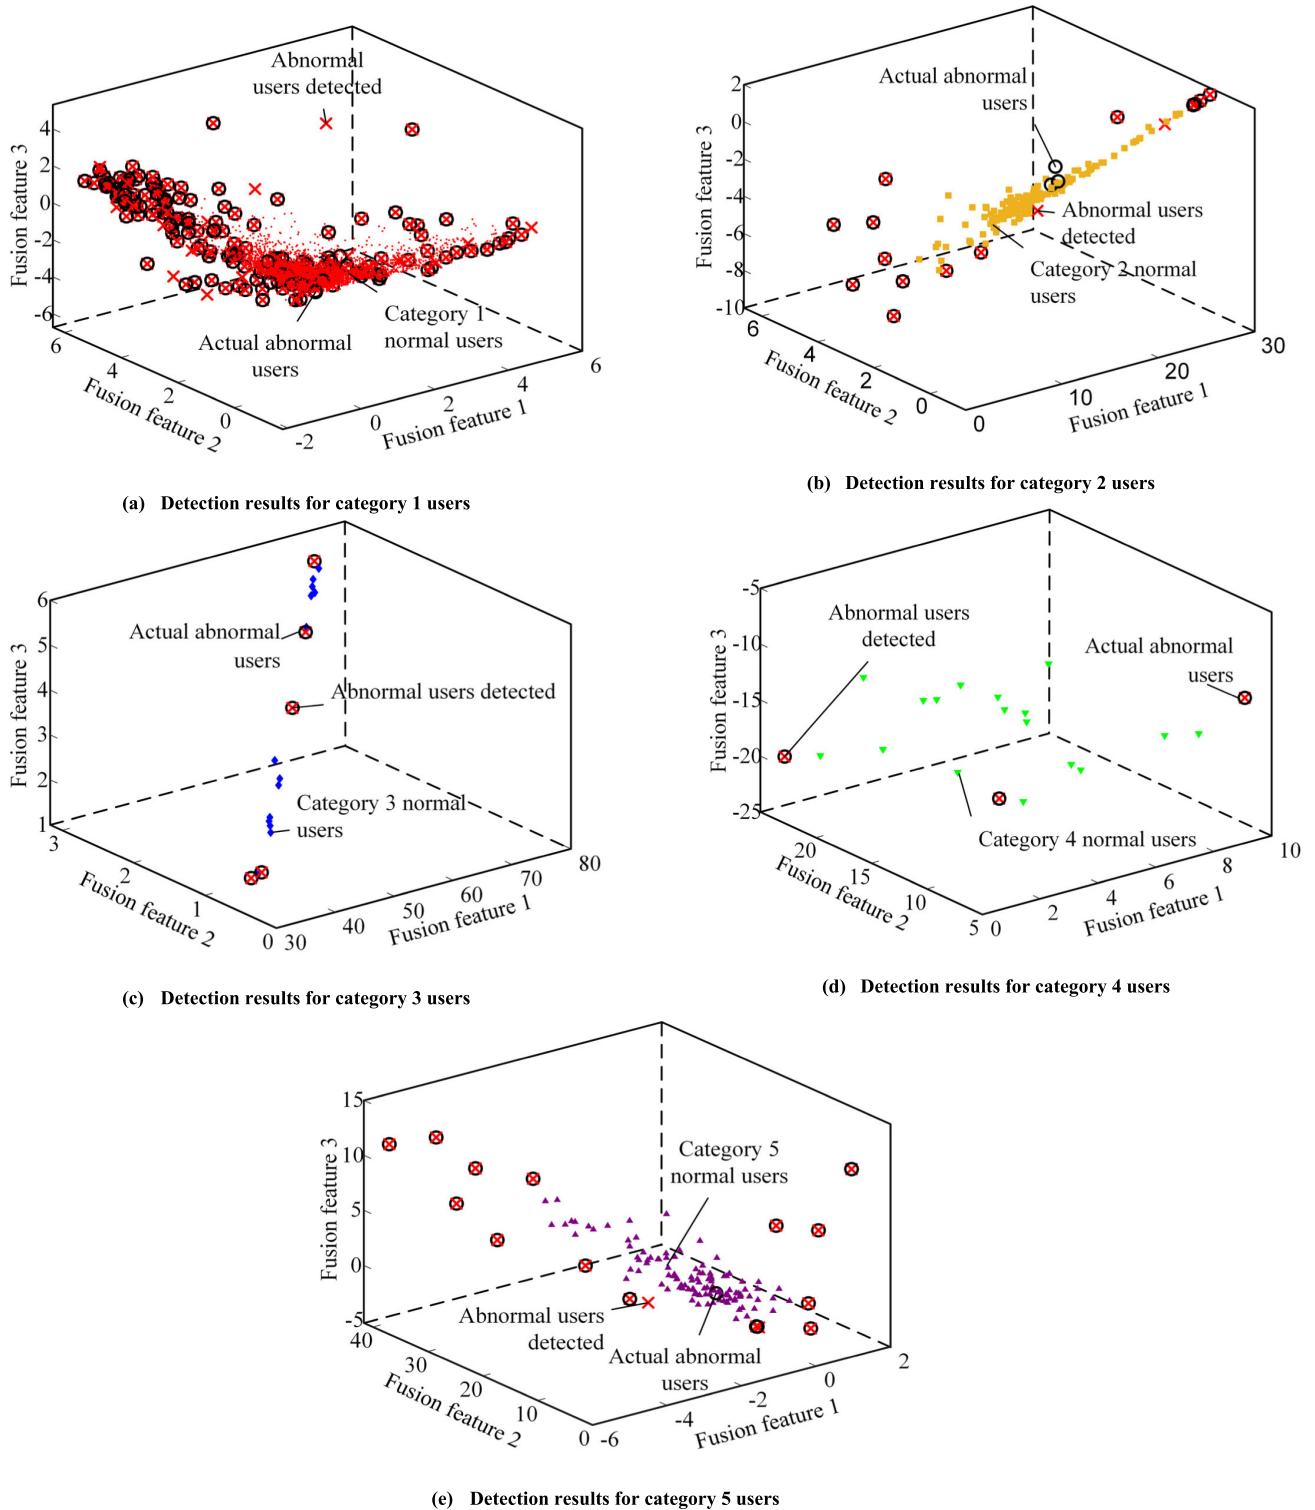 Abnormal
users detected
4
2
0
-2
-4
-6
Fusion feature 3
6
4
2
0
-2
Fusion feature 2
0
2
4
6
Fusion feature 1
Actual abnormal
users
Category 1
normal users
(a) Detection results for category 1 users
2
0
-2
-4
-6
-8
-10
Fusion feature 3
Actual abnormal
users
Abnormal users
detected
Category 2 normal
users
6
4
2
0
Fusion feature 2
0
10
20
30
Fusion feature 1
(b) Detection results for category 2 users
6
5
4
3
2
1
Fusion feature 3
Actual abnormal
users
Abnormal users detected
Category 3 normal
users
3
2
1
0
Fusion feature 2
30
40
50
60
70
80
Fusion feature 1
(c) Detection results for category 3 users
-5
-10
-15
-20
-25
Fusion feature 3
Abnormal users
detected
Actual abnormal
users
Category 4 normal users
20
15
10
5
Fusion feature 2
0
2
4
6
8
10
Fusion feature 1
(d) Detection results for category 4 users
15
10
5
0
-5
Fusion feature 3
Category 5
normal users
Abnormal users
detected
Actual abnormal
users
40
30
20
10
0
Fusion feature 2
-6
-4
-2
0
2
Fusion feature 1
(e) Detection results for category 5 users